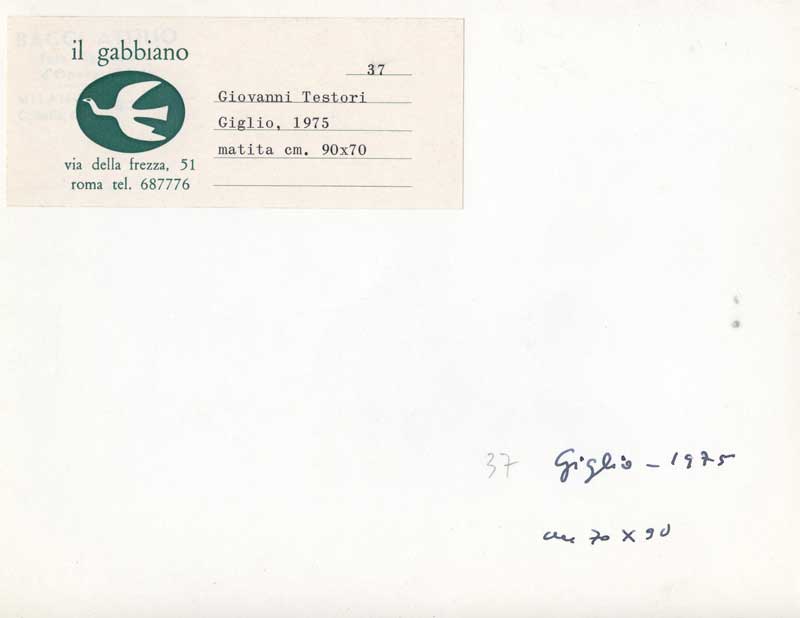 il gabbiano
via della frezza, 51
roma tel. 687776
37
Giovanni Testori
Giglio, 1975
matita cm. 90x70
37 Giglio - 1975
cm 70 X 90